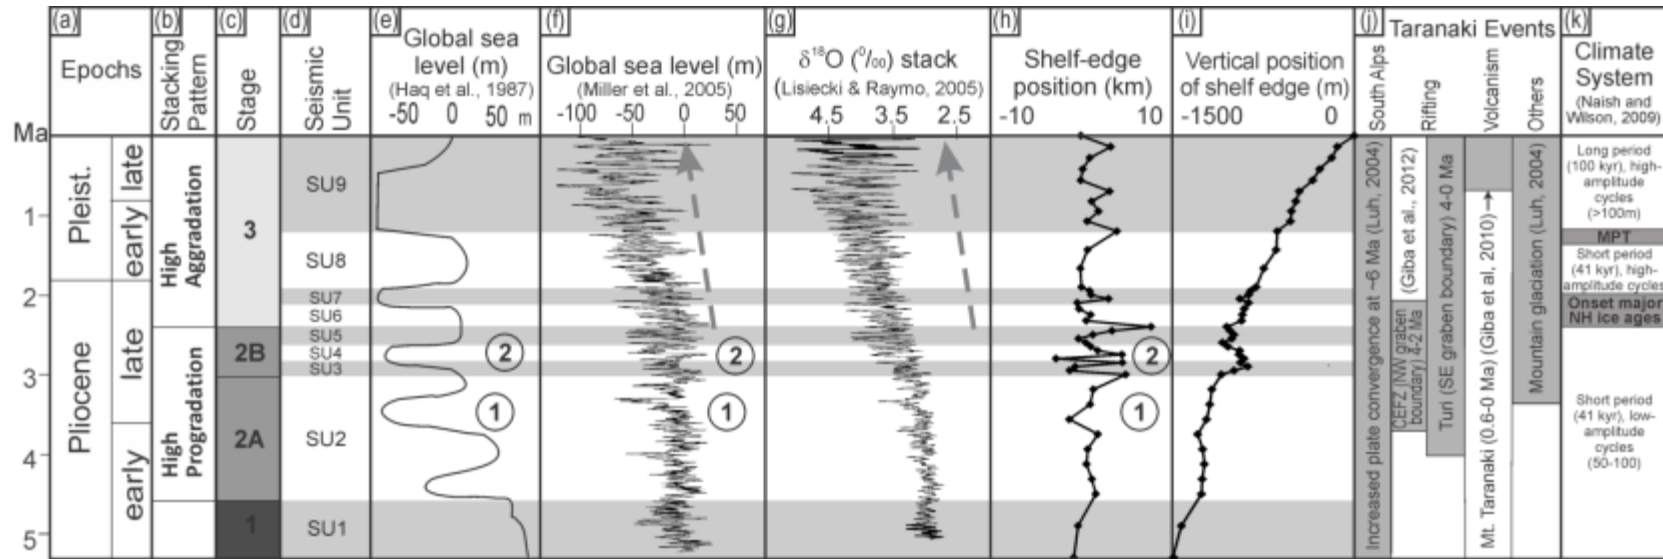 (a)
Epochs
(b)
Stacking
Pattern
(c)
Stage
(d)
Seismic
Unit
(e)
Global sea
level (m)
(Haq et al., 1987)
-50 0 50 m
(f)
Global sea level (m)
(Miller et al., 2005)
-100 -50 0 50
(g)
δ¹⁸O (⁰/₀₀) stack
(Lisiecki & Raymo, 2005)
4.5 3.5 2.5
(h)
Shelf-edge
position (km)
-10 10
(i)
Vertical position
of shelf edge (m)
-1500 0
(j)
Taranaki Events
South Alps
Rifting
Volcanism
Others
(k)
Climate
System
(Naish and
Wilson, 2009)
Ma
1
2
3
4
5
Pleist.
late
early
Pliocene
late
early
High
Aggradation
High
Progradation
3
2B
2A
1
SU9
SU8
SU7
SU6
SU5
SU4
SU3
SU2
SU1
2
1
2
1
2
1
Increased plate convergence at ~6 Ma (Luh, 2004)
CEFZ (NW graben
boundary) 4-2 Ma
(Giba et al., 2012)
Turi (SE graben boundary) 4-0 Ma
Mt. Taranaki (0.6-0 Ma) (Giba et al, 2010)→
Mountain glaciation (Luh, 2004)
Long period
(100 kyr), high-
amplitude
cycles
(>100m)
MPT
Short period
(41 kyr), high-
amplitude cycles
Onset major
NH ice ages
Short period
(41 kyr), low-
amplitude
cycles
(50-100)